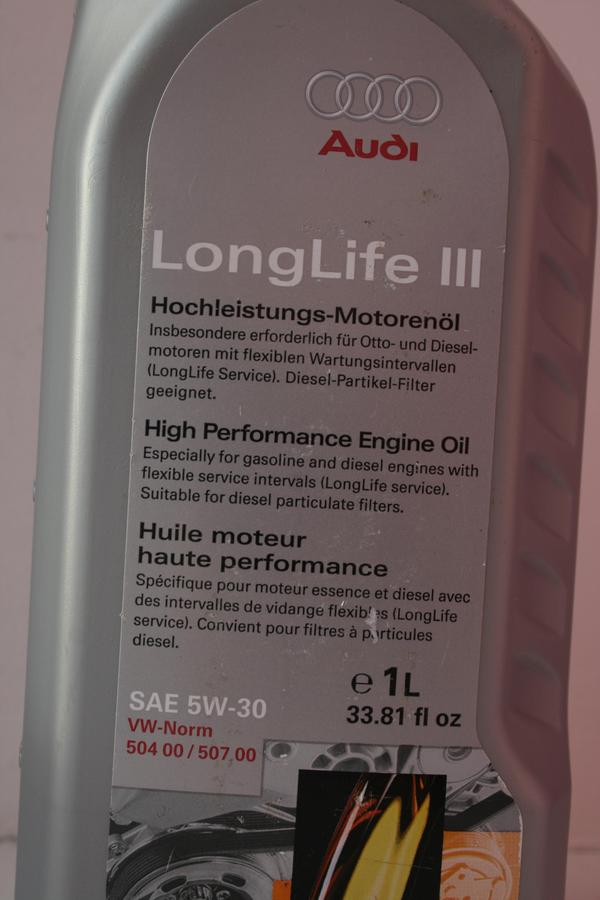 Audi
LongLife III
Hochleistungs-Motorenöl
Insbesondere erforderlich für Otto- und Diesel-
motoren mit flexiblen Wartungsintervallen
(LongLife Service). Diesel-Partikel-Filter
geeignet.
High Performance Engine Oil
Especially for gasoline and diesel engines with
flexible service intervals (LongLife service).
Suitable for diesel particulate filters.
Huile moteur
haute performance
Spécifique pour moteur essence et diesel avec
des intervalles de vidange flexibles (LongLife
service). Convient pour filtres à particules
diesel.
℮ 1L
33.81 fl oz
SAE 5W-30
VW-Norm
504 00 / 507 00